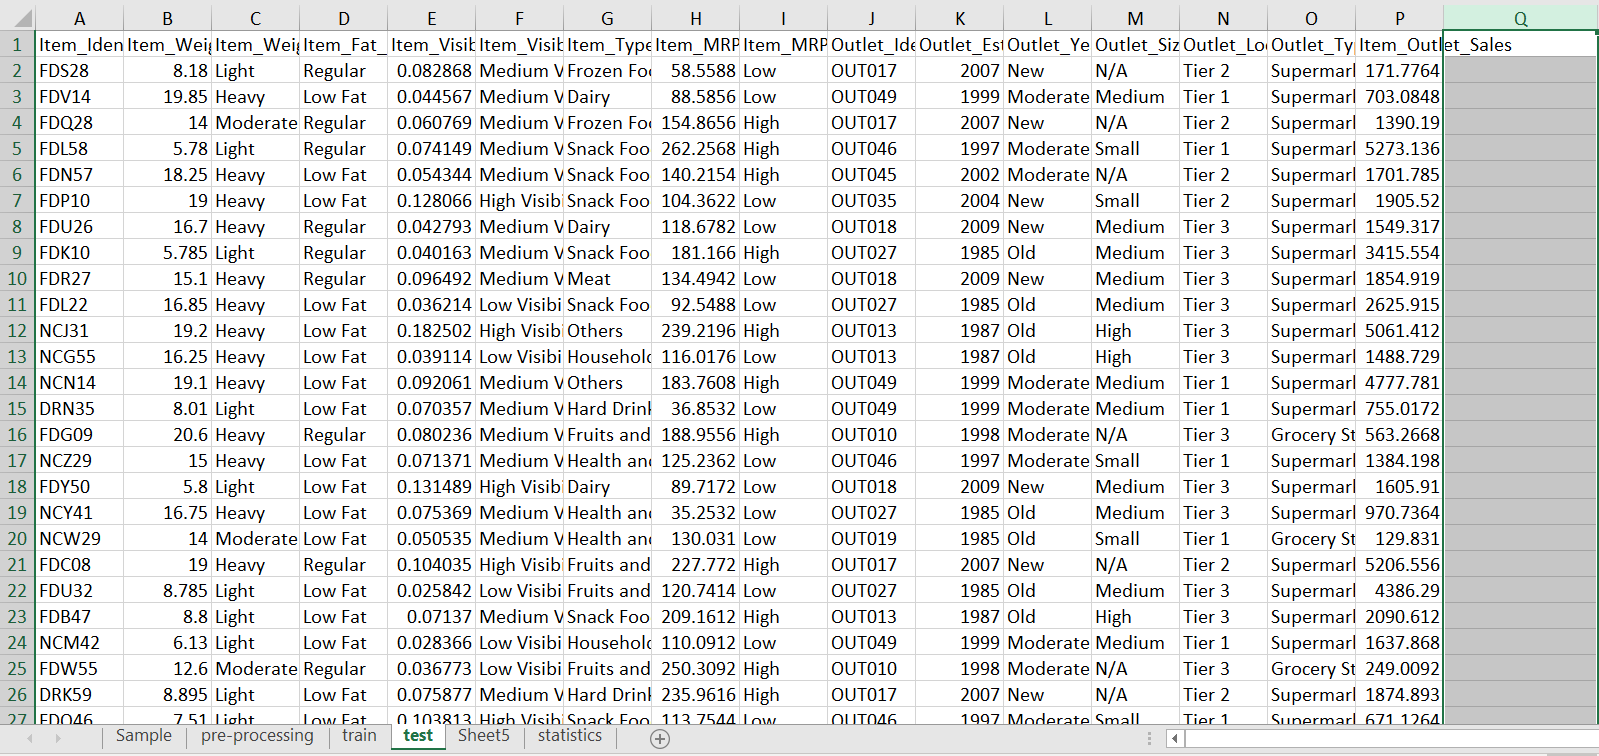 A B C D E F G H I J K L M N O P Q
1 Item_Iden Item_Weig Item_Weig Item_Fat_ Item_Visib Item_Visib Item_Type Item_MRP Item_MRP Outlet_Ide Outlet_Est Outlet_Ye Outlet_Siz Outlet_Lo Outlet_Ty Item_Outlet_Sales
2 FDS28 8.18 Light Regular 0.082868 Medium V Frozen Foo 58.5588 Low OUT017 2007 New N/A Tier 2 Supermarl 171.7764
3 FDV14 19.85 Heavy Low Fat 0.044567 Medium V Dairy 88.5856 Low OUT049 1999 Moderate Medium Tier 1 Supermarl 703.0848
4 FDQ28 14 Moderate Regular 0.060769 Medium V Frozen Foo 154.8656 High OUT017 2007 New N/A Tier 2 Supermarl 1390.19
5 FDL58 5.78 Light Regular 0.074149 Medium V Snack Foo 262.2568 High OUT046 1997 Moderate Small Tier 1 Supermarl 5273.136
6 FDN57 18.25 Heavy Low Fat 0.054344 Medium V Snack Foo 140.2154 High OUT045 2002 Moderate N/A Tier 2 Supermarl 1701.785
7 FDP10 19 Heavy Low Fat 0.128066 High Visib Snack Foo 104.3622 Low OUT035 2004 New Small Tier 2 Supermarl 1905.52
8 FDU26 16.7 Heavy Regular 0.042793 Medium V Dairy 118.6782 Low OUT018 2009 New Medium Tier 3 Supermarl 1549.317
9 FDK10 5.785 Light Regular 0.040163 Medium V Snack Foo 181.166 High OUT027 1985 Old Medium Tier 3 Supermarl 3415.554
10 FDR27 15.1 Heavy Regular 0.096492 Medium V Meat 134.4942 Low OUT018 2009 New Medium Tier 3 Supermarl 1854.919
11 FDL22 16.85 Heavy Low Fat 0.036214 Low Visibi Snack Foo 92.5488 Low OUT027 1985 Old Medium Tier 3 Supermarl 2625.915
12 NCJ31 19.2 Heavy Low Fat 0.182502 High Visib Others 239.2196 High OUT013 1987 Old High Tier 3 Supermarl 5061.412
13 NCG55 16.25 Heavy Low Fat 0.039114 Low Visibi Household 116.0176 Low OUT013 1987 Old High Tier 3 Supermarl 1488.729
14 NCN14 19.1 Heavy Low Fat 0.092061 Medium V Others 183.7608 High OUT049 1999 Moderate Medium Tier 1 Supermarl 4777.781
15 DRN35 8.01 Light Low Fat 0.070357 Medium V Hard Drink 36.8532 Low OUT049 1999 Moderate Medium Tier 1 Supermarl 755.0172
16 FDG09 20.6 Heavy Regular 0.080236 Medium V Fruits and 188.9556 High OUT010 1998 Moderate N/A Tier 3 Grocery St 563.2668
17 NCZ29 15 Heavy Low Fat 0.071371 Medium V Health and 125.2362 Low OUT046 1997 Moderate Small Tier 1 Supermarl 1384.198
18 FDY50 5.8 Light Low Fat 0.131489 High Visib Dairy 89.7172 Low OUT018 2009 New Medium Tier 3 Supermarl 1605.91
19 NCY41 16.75 Heavy Low Fat 0.075369 Medium V Health and 35.2532 Low OUT027 1985 Old Medium Tier 3 Supermarl 970.7364
20 NCW29 14 Moderate Low Fat 0.050535 Medium V Health and 130.031 Low OUT019 1985 Old Small Tier 1 Grocery St 129.831
21 FDC08 19 Heavy Regular 0.104035 High Visib Fruits and 227.772 High OUT017 2007 New N/A Tier 2 Supermarl 5206.556
22 FDU32 8.785 Light Low Fat 0.025842 Low Visibi Fruits and 120.7414 Low OUT027 1985 Old Medium Tier 3 Supermarl 4386.29
23 FDB47 8.8 Light Low Fat 0.07137 Medium V Snack Foo 209.1612 High OUT013 1987 Old High Tier 3 Supermarl 2090.612
24 NCM42 6.13 Light Low Fat 0.028366 Low Visibi Household 110.0912 Low OUT049 1999 Moderate Medium Tier 1 Supermarl 1637.868
25 FDW55 12.6 Moderate Regular 0.036773 Low Visibi Fruits and 250.3092 High OUT010 1998 Moderate N/A Tier 3 Grocery St 249.0092
26 DRK59 8.895 Light Low Fat 0.075877 Medium V Hard Drink 235.9616 High OUT017 2007 New N/A Tier 2 Supermarl 1874.893
27 FDO46 7.51 Light Low Fat 0.103813 High Visib Snack Foo 113.7544 Low OUT046 1997 Moderate Small Tier 1 Supermarl 671.1264
Sample pre-processing train test Sheet5 statistics